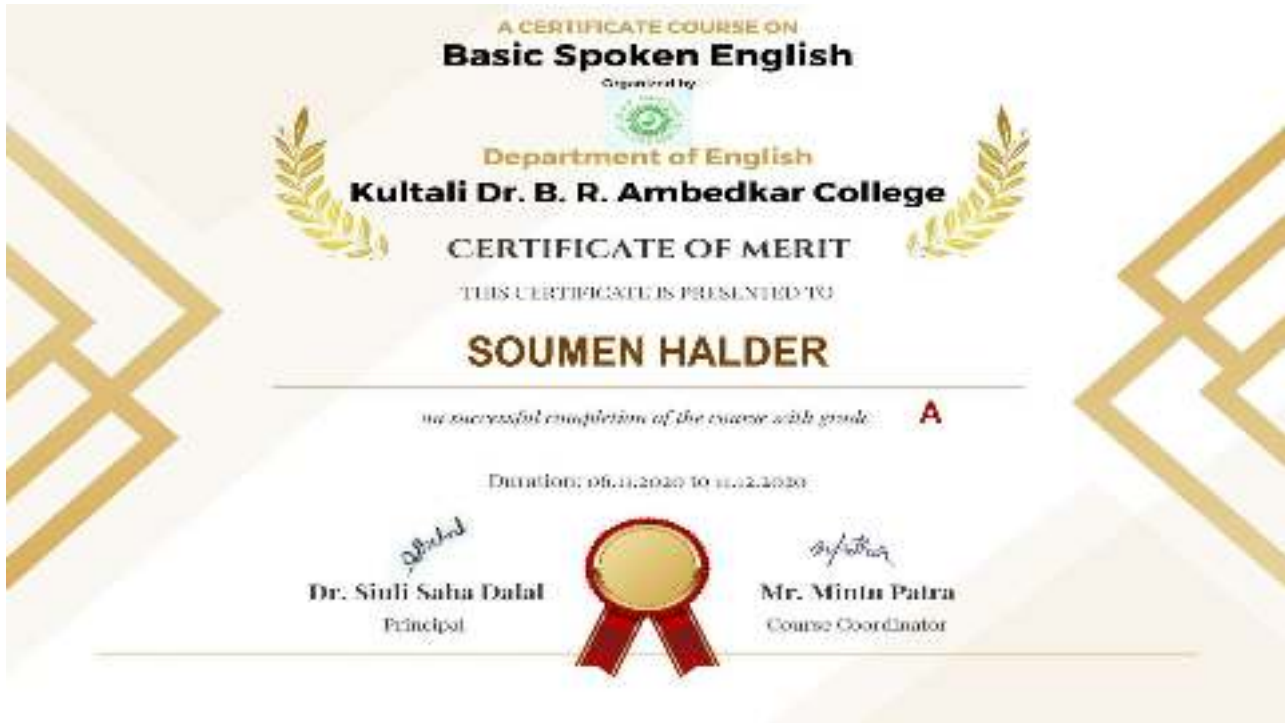 A CERTIFICATE COURSE ON
Basic Spoken English
Organized by
Department of English
Kultali Dr. B. R. Ambedkar College
CERTIFICATE OF MERIT
THIS CERTIFICATE IS PRESENTED TO
SOUMEN HALDER
on successful completion of the course with grade A
Duration: 06.11.2020 to 11.12.2020
Dr. Siuli Saha Dalal
Mr. Mintu Patra
Principal
Course Coordinator